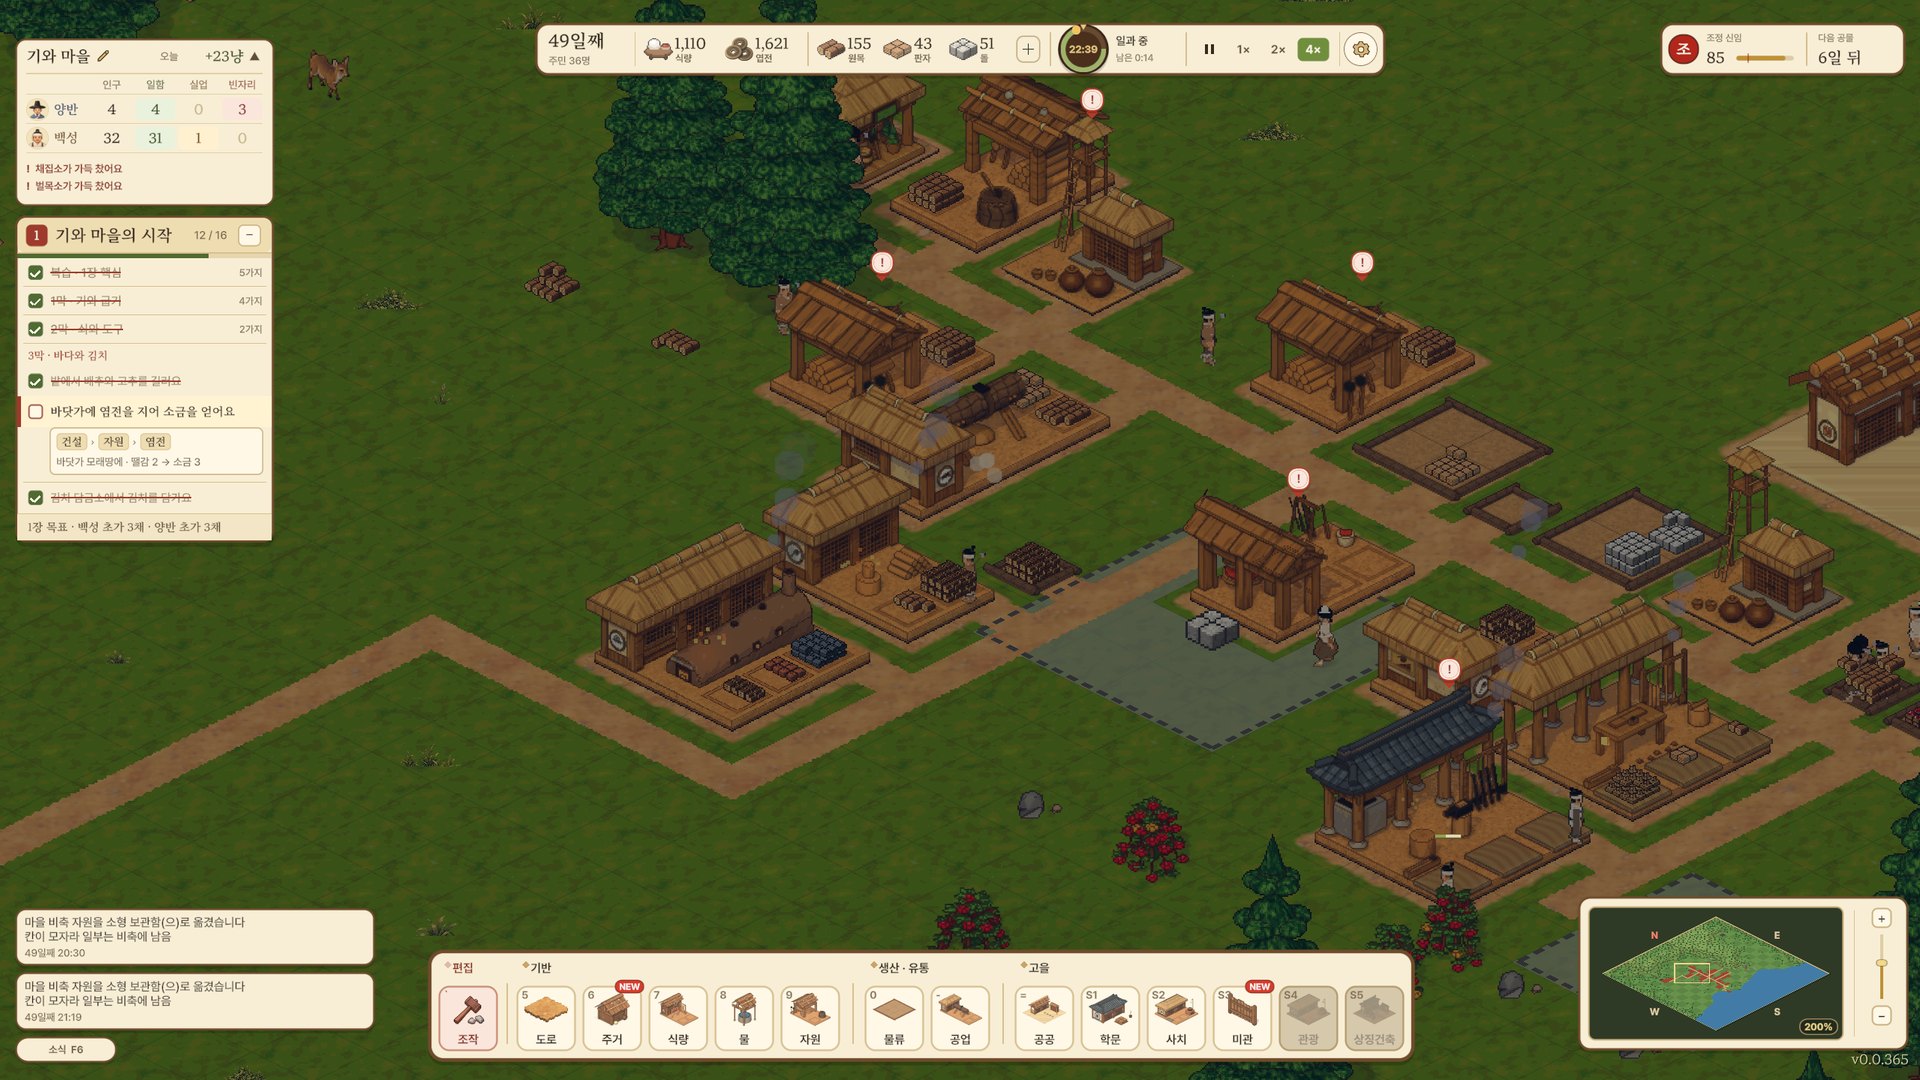 기와 마을
오늘
+23냥 ▲
인구 일함 실업 빈자리
양반 4 4 0 3
백성 32 31 1 0
! 채집소가 가득 찼어요
! 벌목소가 가득 찼어요
1 기와 마을의 시작 12 / 16 −
복습 · 1장 핵심 5가지
1막 · 기와 급거 4가지
2막 · 쇠와 도구 2가지
3막 · 바다와 김치
밭에서 배추와 고추를 길러요
바닷가에 염전을 지어 소금을 얻어요
건설 › 자원 › 염전
바닷가 모래땅에 · 땔감 2 → 소금 3
김치 담금소에서 김치를 담가요
1장 목표 · 백성 초가 3채 · 양반 초가 3채
49일째
주민 36명
1,110 식량
1,621 엽전
155 원목
43 판자
51 돌
+
22:39
일과 중
남은 0:14
1× 2× 4×
조
조정 신임
85
다음 공물
6일 뒤
마을 비축 자원을 소형 보관함(으)로 옮겼습니다
칸이 모자라 일부는 비축에 남음
49일째 20:30
마을 비축 자원을 소형 보관함(으)로 옮겼습니다
칸이 모자라 일부는 비축에 남음
49일째 21:19
소식 F6
편집 기반 생산 · 유통 고을
조작
5 도로
6 주거 NEW
7 식량
8 물
9 자원
0 물류
- 공업
= 공공
S1 학문
S2 사치
S3 미관 NEW
S4 관광
S5 상징건축
N E
W S
200%
+
−
v0.0.365